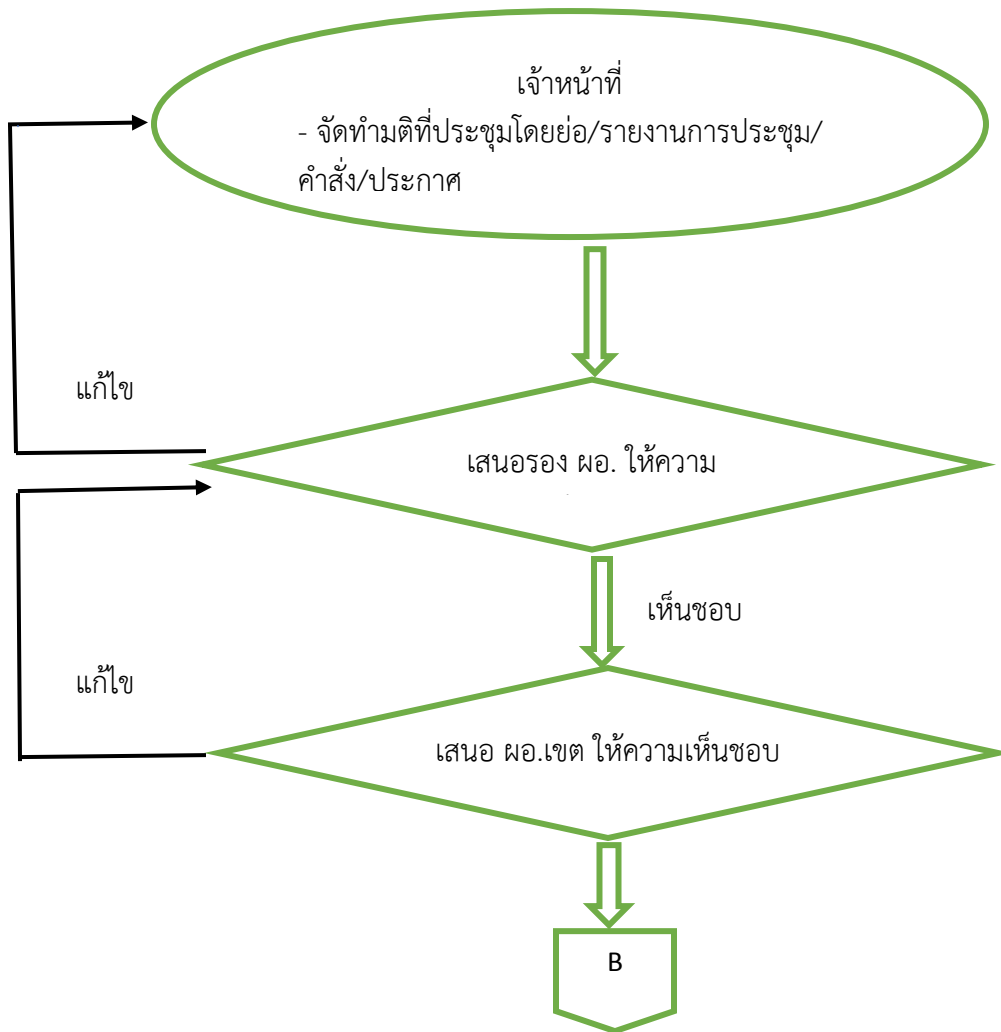 เจ้าหน้าที่
- จัดทำมติที่ประชุมโดยย่อ/รายงานการประชุม/
คำสั่ง/ประกาศ
แก้ไข
เสนอรอง ผอ. ให้ความ
เห็นชอบ
แก้ไข
เสนอ ผอ.เขต ให้ความเห็นชอบ
B